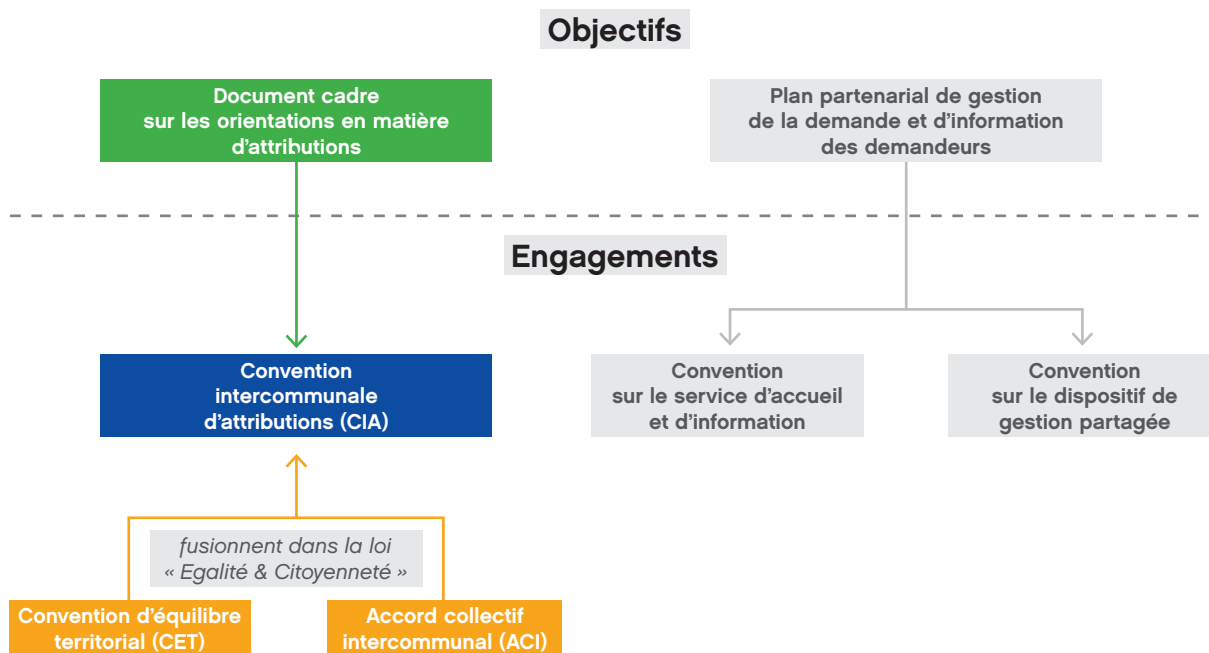 Objectifs
Document cadre
sur les orientations en matière
d'attributions
Plan partenarial de gestion
de la demande et d'information
des demandeurs
Engagements
Convention
intercommunale
d'attributions (CIA)
Convention
sur le service d'accueil
et d'information
Convention
sur le dispositif de
gestion partagée
fusionnent dans la loi
« Egalité & Citoyenneté »
Convention d'équilibre
territorial (CET)
Accord collectif
intercommunal (ACI)